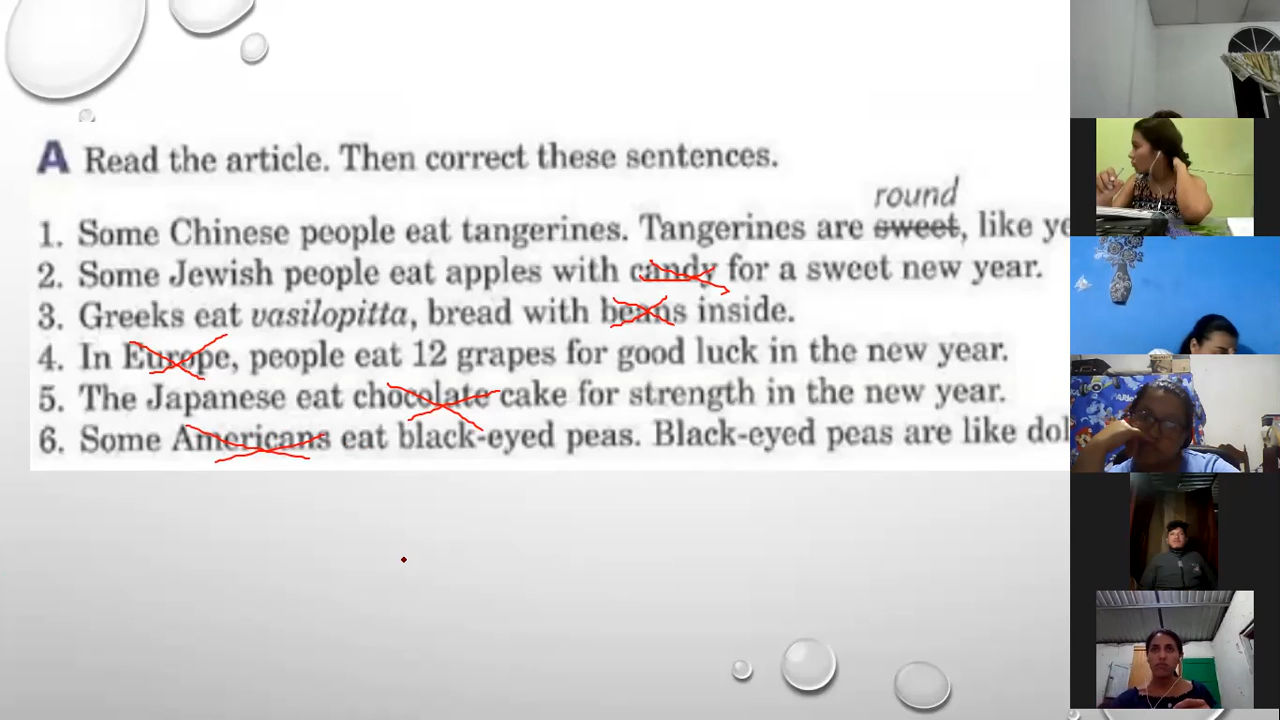 A Read the article. Then correct these sentences.
round
1. Some Chinese people eat tangerines. Tangerines are sweet, like
2. Some Jewish people eat apples with candy for a sweet new year.
3. Greeks eat vasilopitta, bread with beans inside.
4. In Europe, people eat 12 grapes for good luck in the new year.
5. The Japanese eat chocolate cake for strength in the new year.
6. Some Americans eat black-eyed peas. Black-eyed peas are like